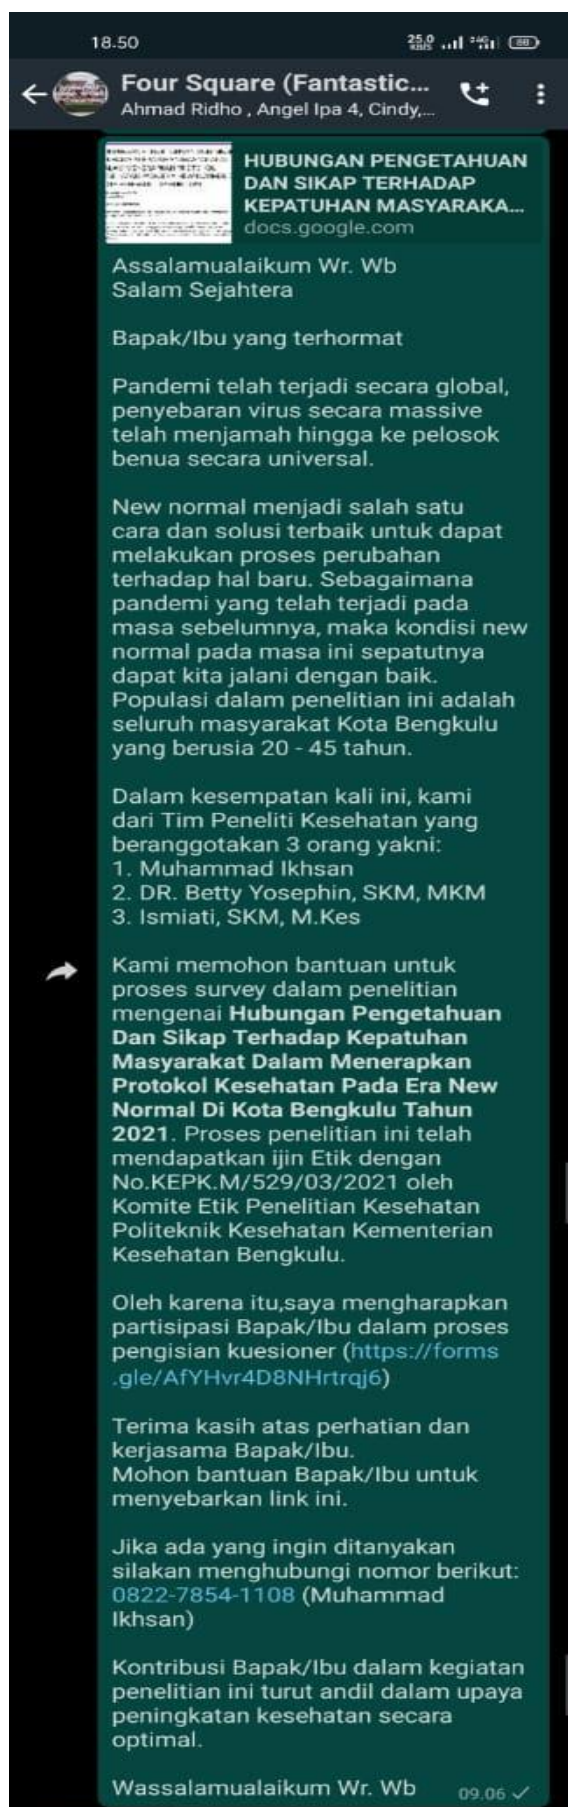 18.50
25,0
KB/S
88
Four Square (Fantastic...
Ahmad Ridho , Angel Ipa 4, Cindy,...
HUBUNGAN PENGETAHUAN
DAN SIKAP TERHADAP
KEPATUHAN MASYARAKA...
docs.google.com
Assalamualaikum Wr. Wb
Salam Sejahtera
Bapak/Ibu yang terhormat
Pandemi telah terjadi secara global,
penyebaran virus secara massive
telah menjamah hingga ke pelosok
benua secara universal.
New normal menjadi salah satu
cara dan solusi terbaik untuk dapat
melakukan proses perubahan
terhadap hal baru. Sebagaimana
pandemi yang telah terjadi pada
masa sebelumnya, maka kondisi new
normal pada masa ini sepatutnya
dapat kita jalani dengan baik.
Populasi dalam penelitian ini adalah
seluruh masyarakat Kota Bengkulu
yang berusia 20 - 45 tahun.
Dalam kesempatan kali ini, kami
dari Tim Peneliti Kesehatan yang
beranggotakan 3 orang yakni:
1. Muhammad Ikhsan
2. DR. Betty Yosephin, SKM, MKM
3. Ismiati, SKM, M.Kes
Kami memohon bantuan untuk
proses survey dalam penelitian
mengenai Hubungan Pengetahuan
Dan Sikap Terhadap Kepatuhan
Masyarakat Dalam Menerapkan
Protokol Kesehatan Pada Era New
Normal Di Kota Bengkulu Tahun
2021. Proses penelitian ini telah
mendapatkan ijin Etik dengan
No.KEPK.M/529/03/2021 oleh
Komite Etik Penelitian Kesehatan
Politeknik Kesehatan Kementerian
Kesehatan Bengkulu.
Oleh karena itu,saya mengharapkan
partisipasi Bapak/Ibu dalam proses
pengisian kuesioner (https://forms
.gle/AfYHvr4D8NHrtrqj6)
Terima kasih atas perhatian dan
kerjasama Bapak/Ibu.
Mohon bantuan Bapak/Ibu untuk
menyebarkan link ini.
Jika ada yang ingin ditanyakan
silakan menghubungi nomor berikut:
0822-7854-1108 (Muhammad
Ikhsan)
Kontribusi Bapak/Ibu dalam kegiatan
penelitian ini turut andil dalam upaya
peningkatan kesehatan secara
optimal.
Wassalamualaikum Wr. Wb
09.06